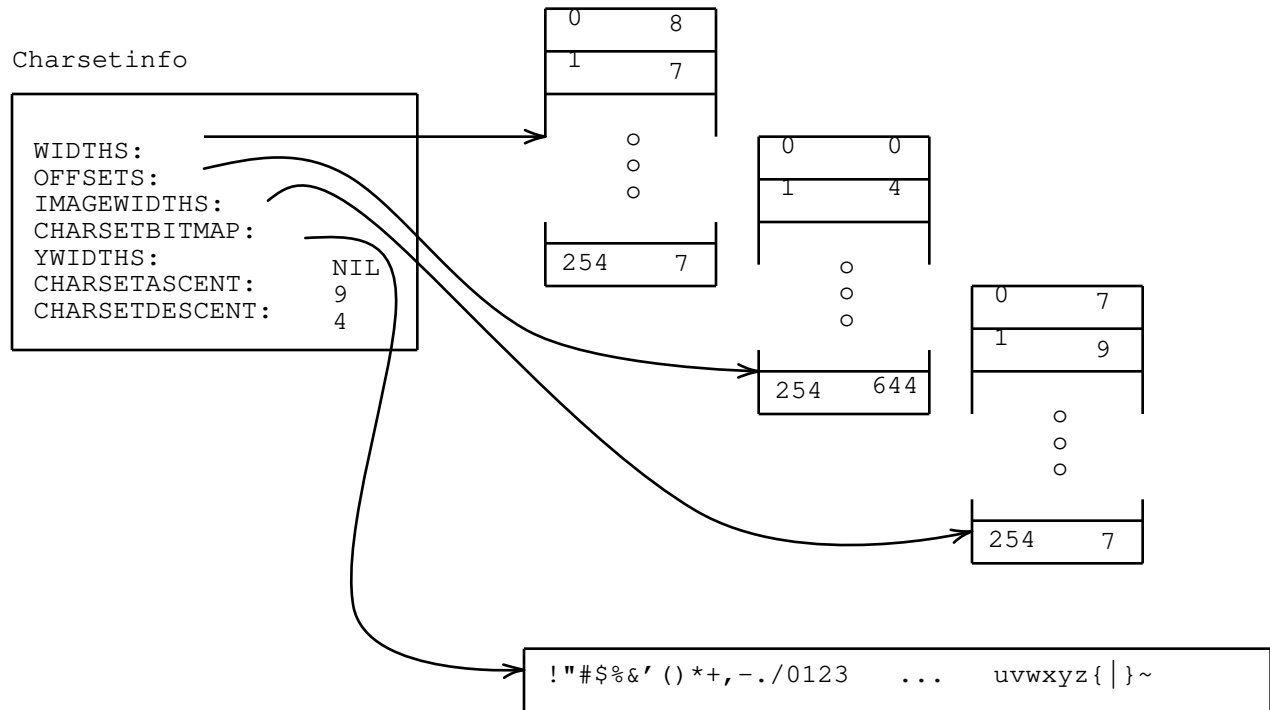 Charsetinfo
WIDTHS:
OFFSETS:
IMAGEWIDTHS:
CHARSETBITMAP:
YWIDTHS: NIL
CHARSETASCENT: 9
CHARSETDESCENT: 4
0 8
1 7
254 7
0 0
1 4
254 644
0 7
1 9
254 7
!"#$%&'()*+,-./0123 ... uvwxyz{|}~